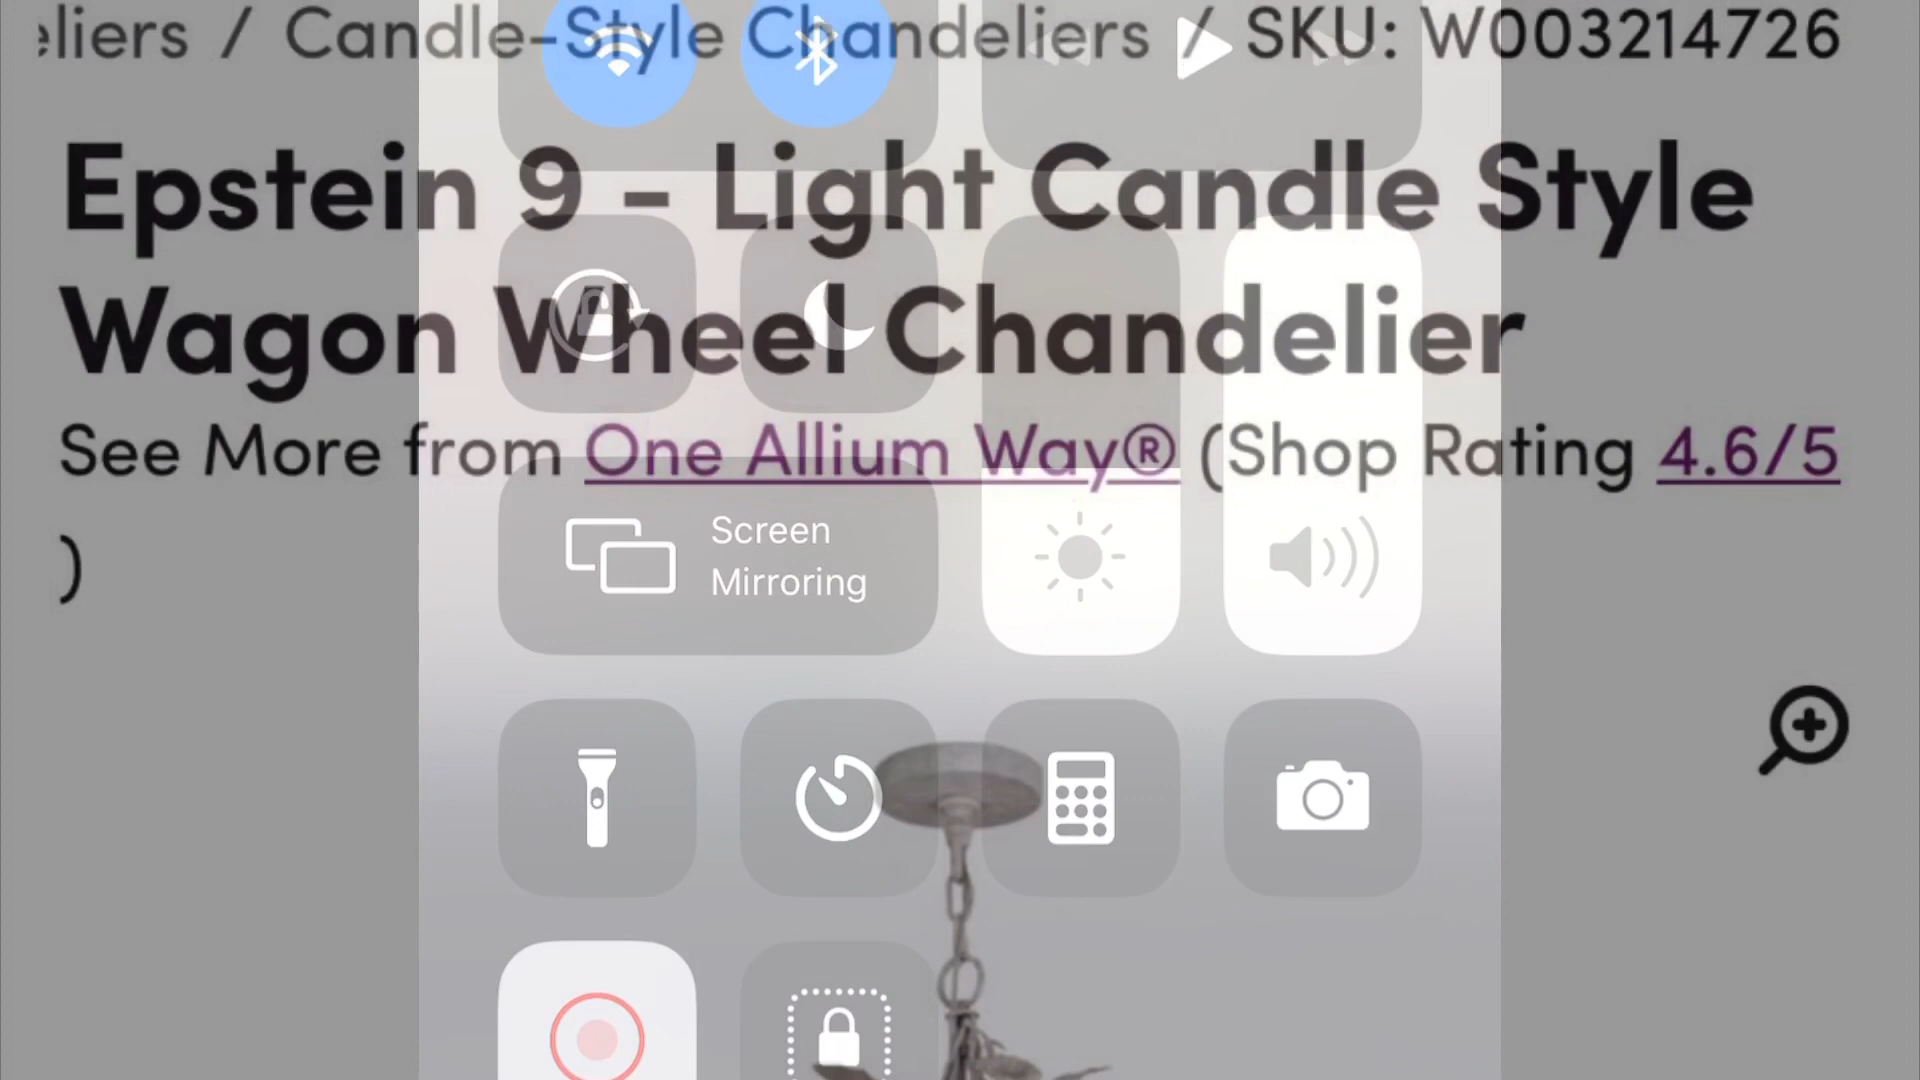 eliers / Candle-Style Chandeliers / SKU: W003214726
Epstein 9 - Light Candle Style
Wagon Wheel Chandelier
See More from One Allium Way® (Shop Rating 4.6/5
)
Screen
Mirroring